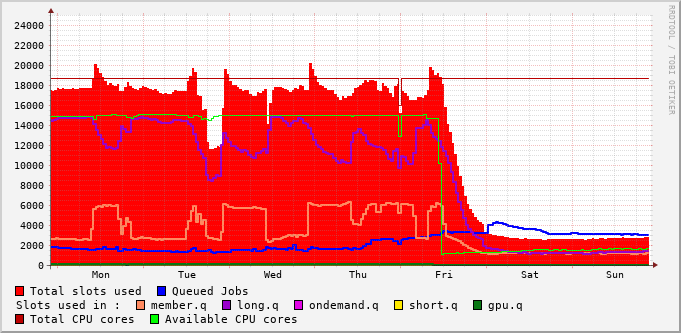 24000
22000
20000
18000
16000
14000
12000
10000
8000
6000
4000
2000
0
Mon Tue Wed Thu Fri Sat Sun
RRDTOOL / TOBI OETIKER
Total slots used Queued Jobs
Slots used in : member.q long.q ondemand.q short.q gpu.q
Total CPU cores Available CPU cores